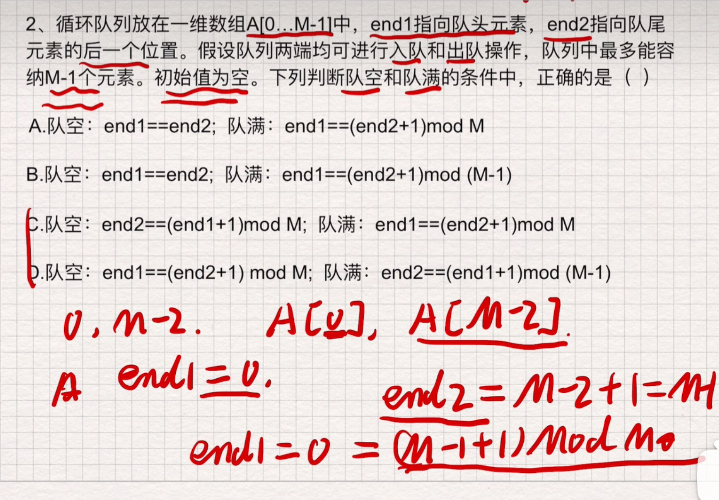 2、循环队列放在一维数组A[0...M-1]中，end1指向队头元素，end2指向队尾
元素的后一个位置。假设队列两端均可进行入队和出队操作，队列中最多能容
纳M-1个元素。初始值为空。下列判断队空和队满的条件中，正确的是（ ）
A.队空：end1==end2; 队满：end1==(end2+1)mod M
B.队空：end1==end2; 队满：end1==(end2+1)mod (M-1)
C.队空：end2==(end1+1)mod M; 队满：end1==(end2+1)mod M
D.队空：end1==(end2+1) mod M; 队满：end2==(end1+1)mod (M-1)
0, M-2. A[0], A[M-2].
A end1=0. end2=M-2+1=M-1
end1=0=(M-1+1) Mod M